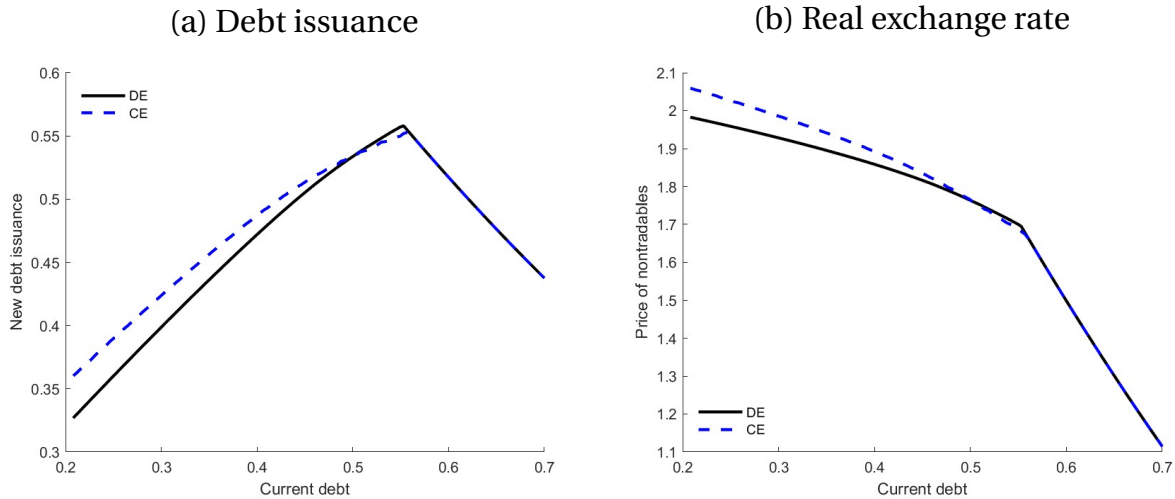 (a) Debt issuance
0.6
0.55
0.5
0.45
0.4
0.35
0.3
New debt issuance
DE
CE
0.2 0.3 0.4 0.5 0.6 0.7
Current debt
(b) Real exchange rate
2.1
2
1.9
1.8
1.7
1.6
1.5
1.4
1.3
1.2
1.1
Price of nontradables
DE
CE
0.2 0.3 0.4 0.5 0.6 0.7
Current debt